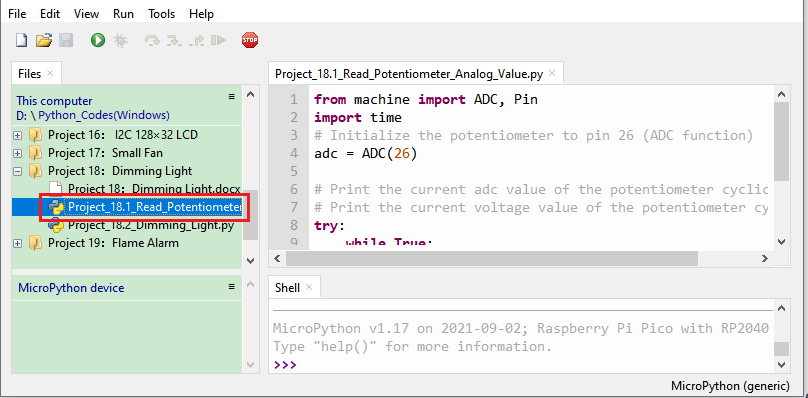 File Edit View Run Tools Help
STOP
Files ×
This computer
D: \ Python_Codes(Windows)
Project 16： I2C 128×32 LCD
Project 17：Small Fan
Project 18：Dimming Light
Project 18：Dimming Light.docx
Project_18.1_Read_Potentiometer
Project_18.2_Dimming_Light.py
Project 19：Flame Alarm
MicroPython device
Project_18.1_Read_Potentiometer_Analog_Value.py ×
1 from machine import ADC, Pin
2 import time
3 # Initialize the potentiometer to pin 26 (ADC function)
4 adc = ADC(26)
5
6 # Print the current adc value of the potentiometer cyclic
7 # Print the current voltage value of the potentiometer cy
8 try:
9 while True:
Shell ×
MicroPython v1.17 on 2021-09-02; Raspberry Pi Pico with RP2040
Type "help()" for more information.
>>>
MicroPython (generic)